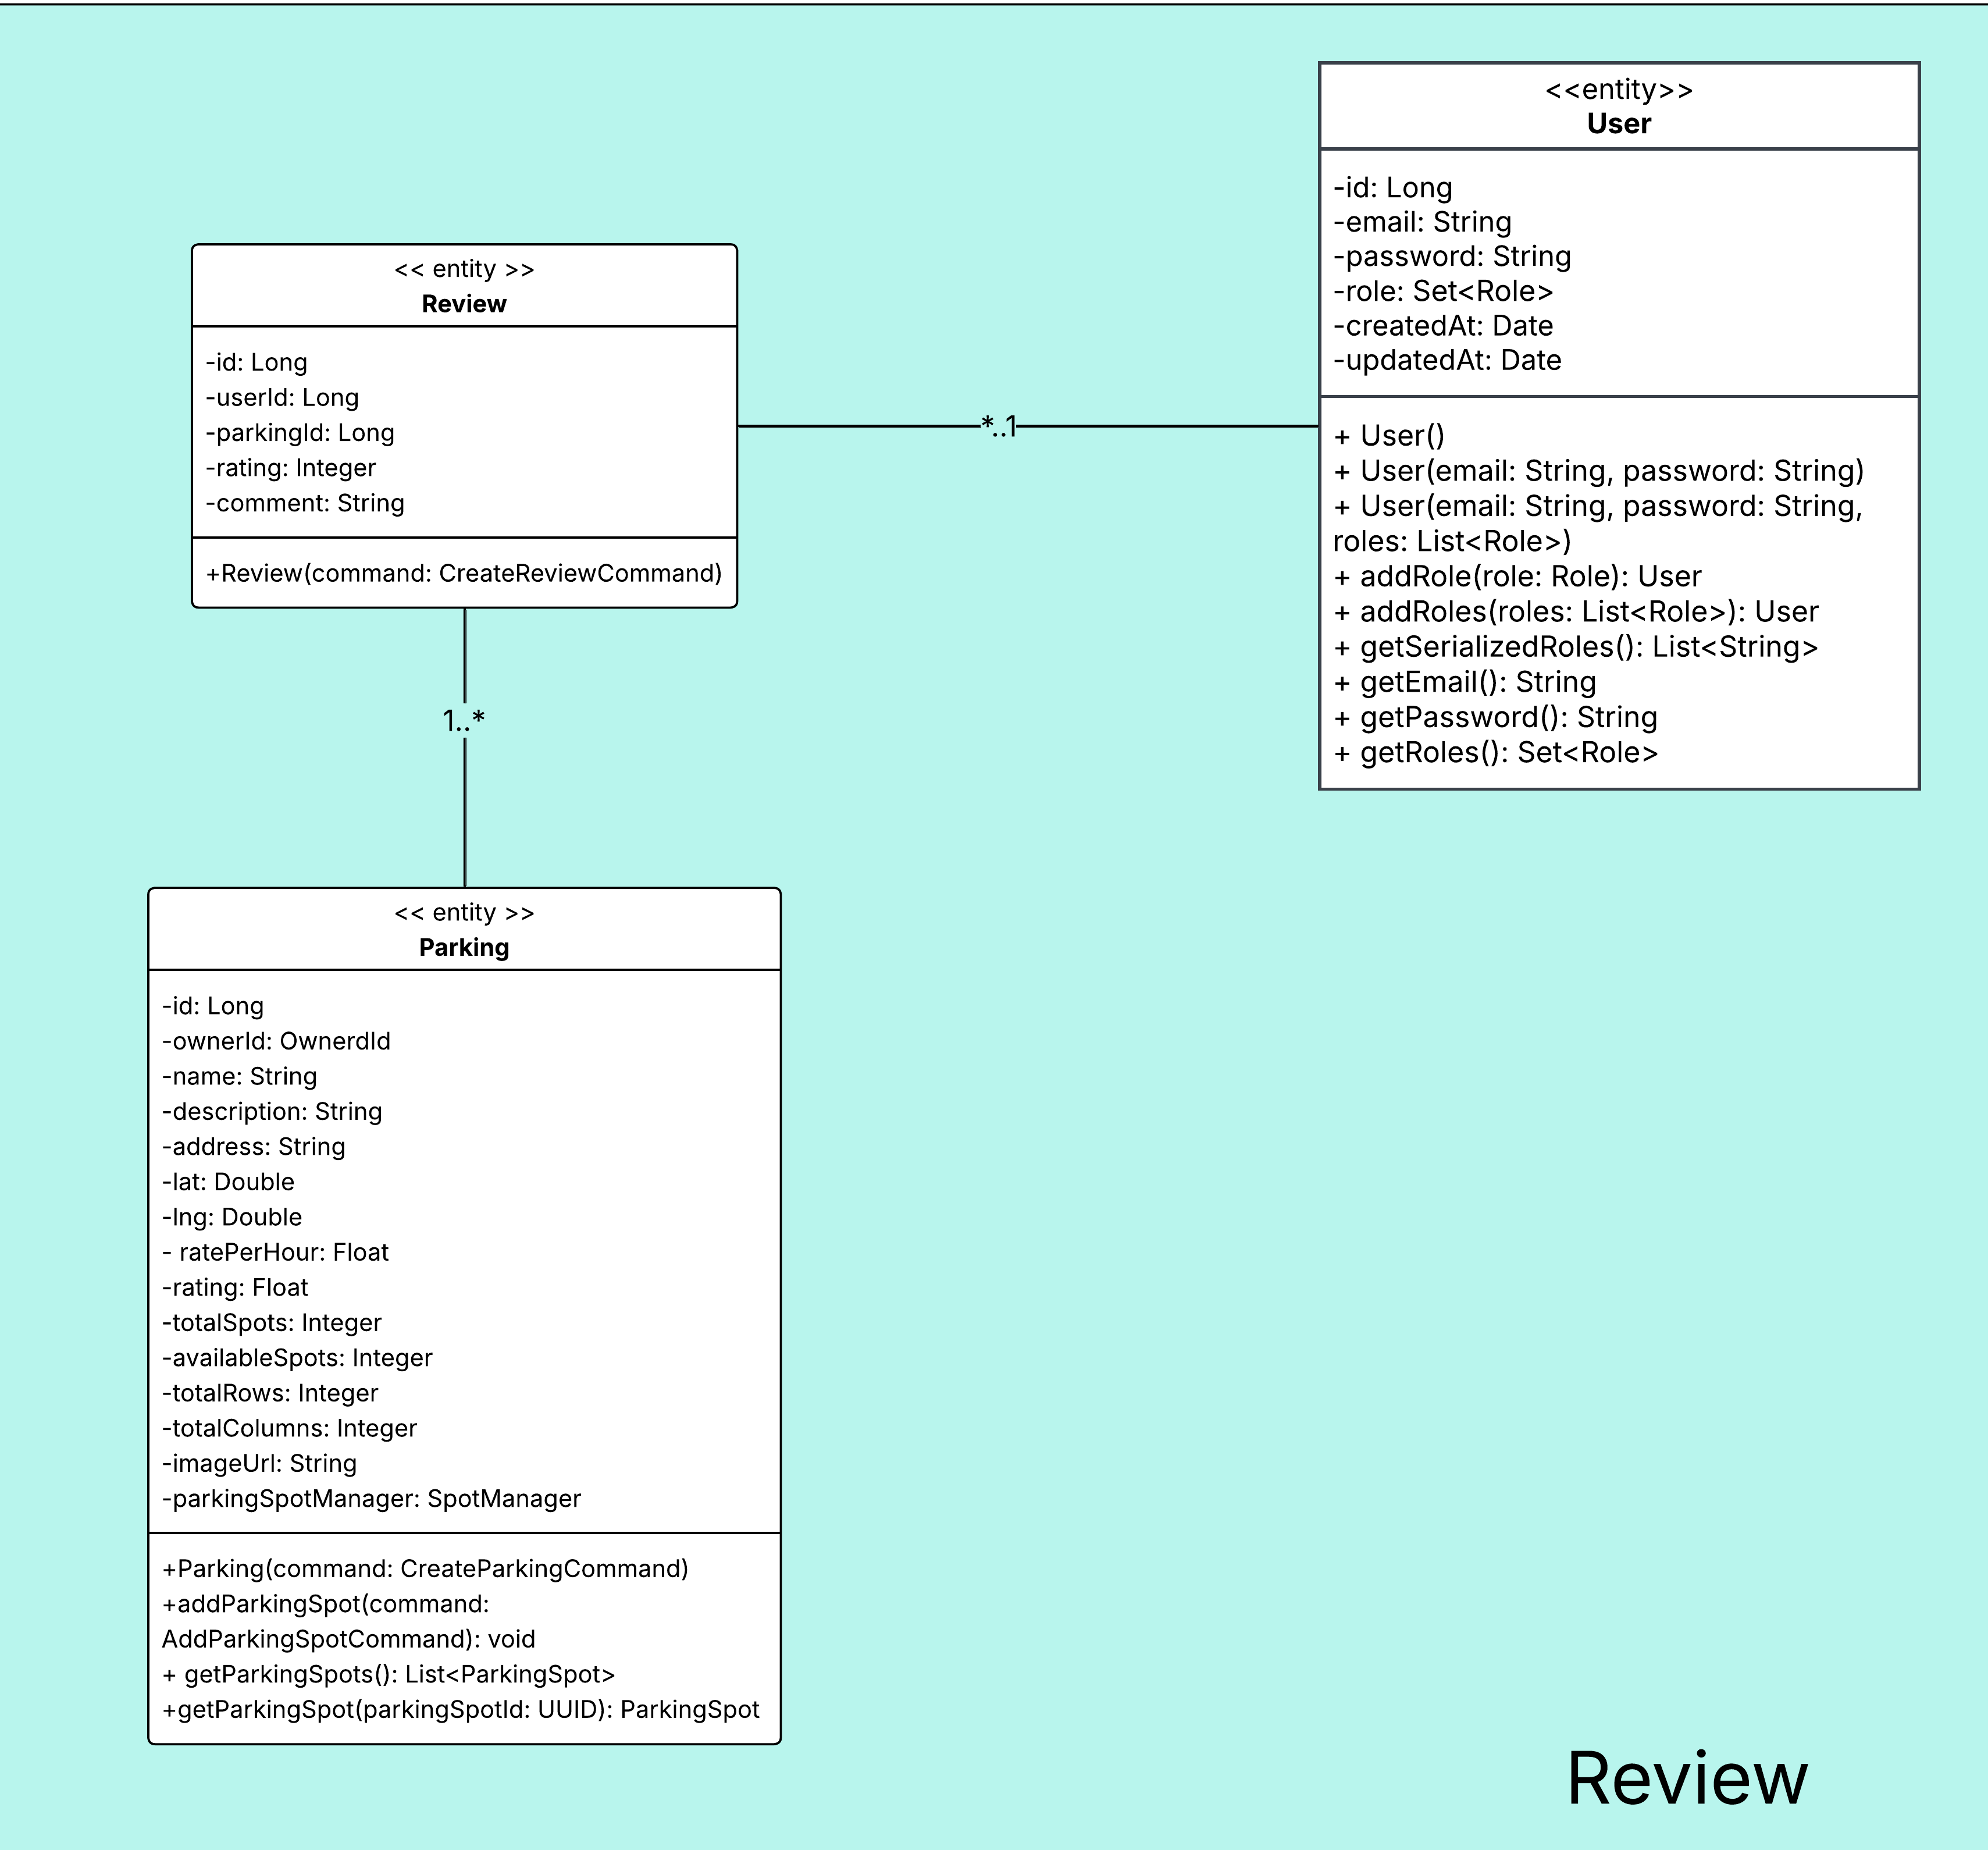 << entity >>
Review
-id: Long
-userId: Long
-parkingId: Long
-rating: Integer
-comment: String
+Review(command: CreateReviewCommand)
*..1
<<entity>>
User
-id: Long
-email: String
-password: String
-role: Set<Role>
-createdAt: Date
-updatedAt: Date
+ User()
+ User(email: String, password: String)
+ User(email: String, password: String,
roles: List<Role>)
+ addRole(role: Role): User
+ addRoles(roles: List<Role>): User
+ getSerializedRoles(): List<String>
+ getEmail(): String
+ getPassword(): String
+ getRoles(): Set<Role>
1..*
<< entity >>
Parking
-id: Long
-ownerId: OwnerdId
-name: String
-description: String
-address: String
-lat: Double
-lng: Double
- ratePerHour: Float
-rating: Float
-totalSpots: Integer
-availableSpots: Integer
-totalRows: Integer
-totalColumns: Integer
-imageUrl: String
-parkingSpotManager: SpotManager
+Parking(command: CreateParkingCommand)
+addParkingSpot(command:
AddParkingSpotCommand): void
+ getParkingSpots(): List<ParkingSpot>
+getParkingSpot(parkingSpotId: UUID): ParkingSpot
Review